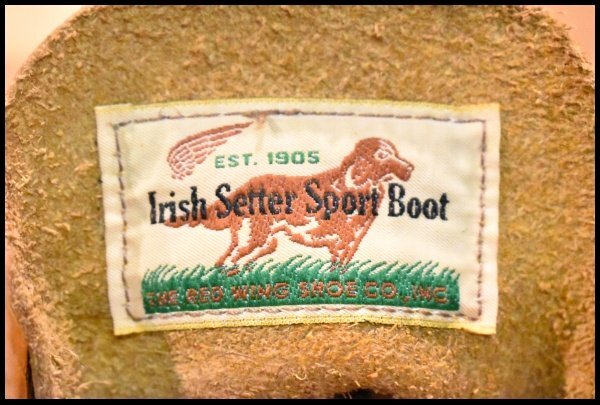 EST. 1905
Irish Setter Sport Boot
THE RED WING SHOE CO., INC.